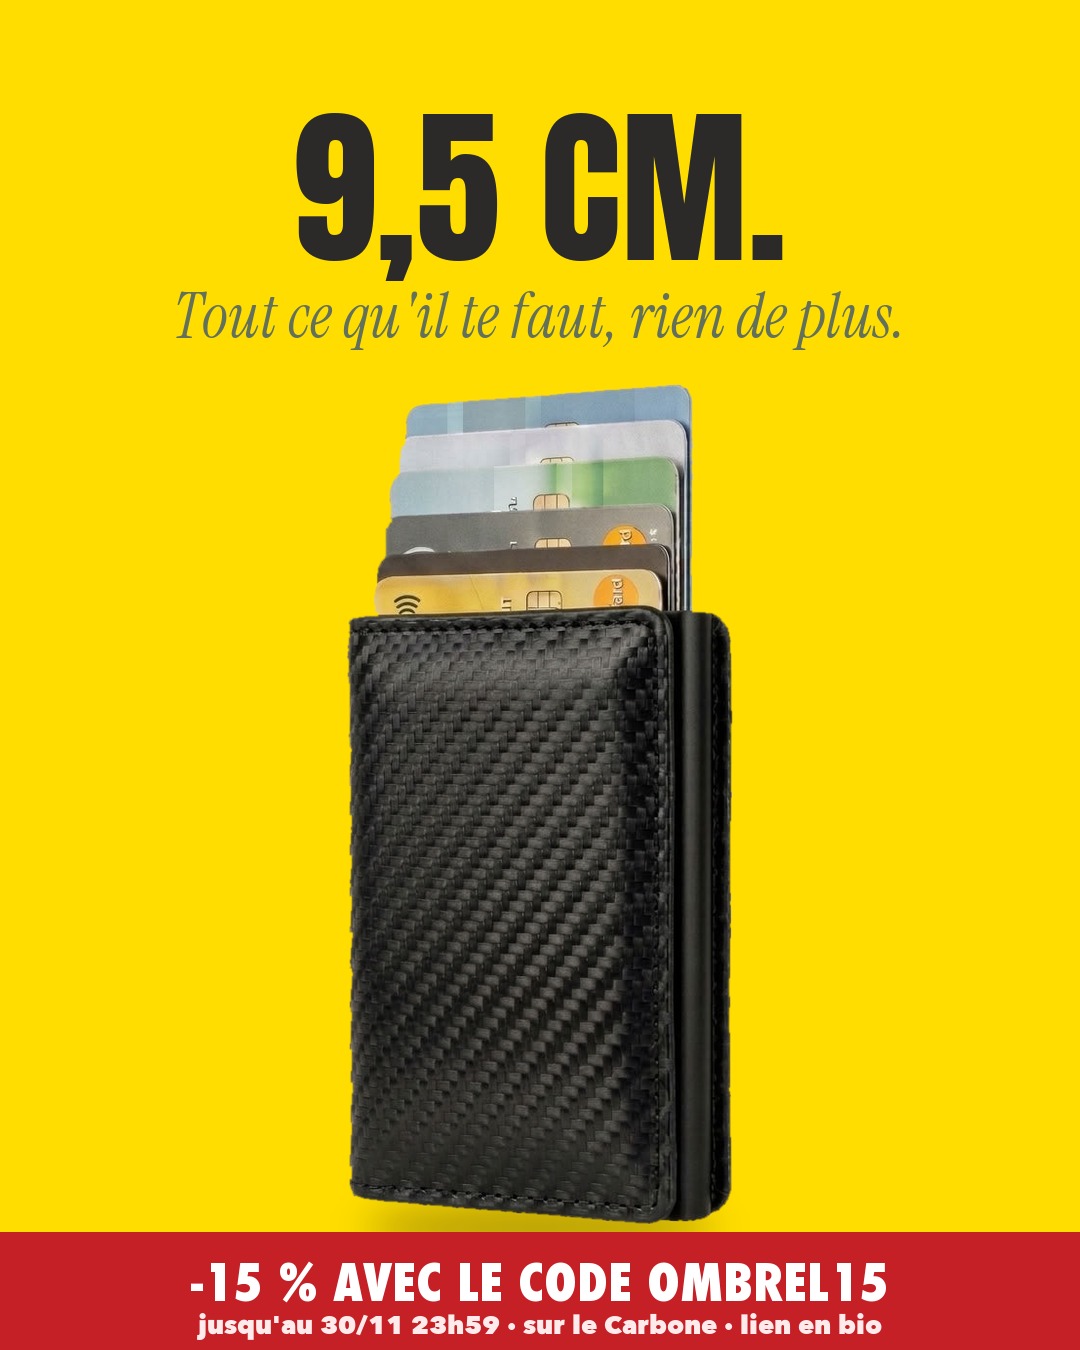 9,5 CM.
Tout ce qu'il te faut, rien de plus.
-15 % AVEC LE CODE OMBREL15
jusqu'au 30/11 23h59 · sur le Carbone · lien en bio